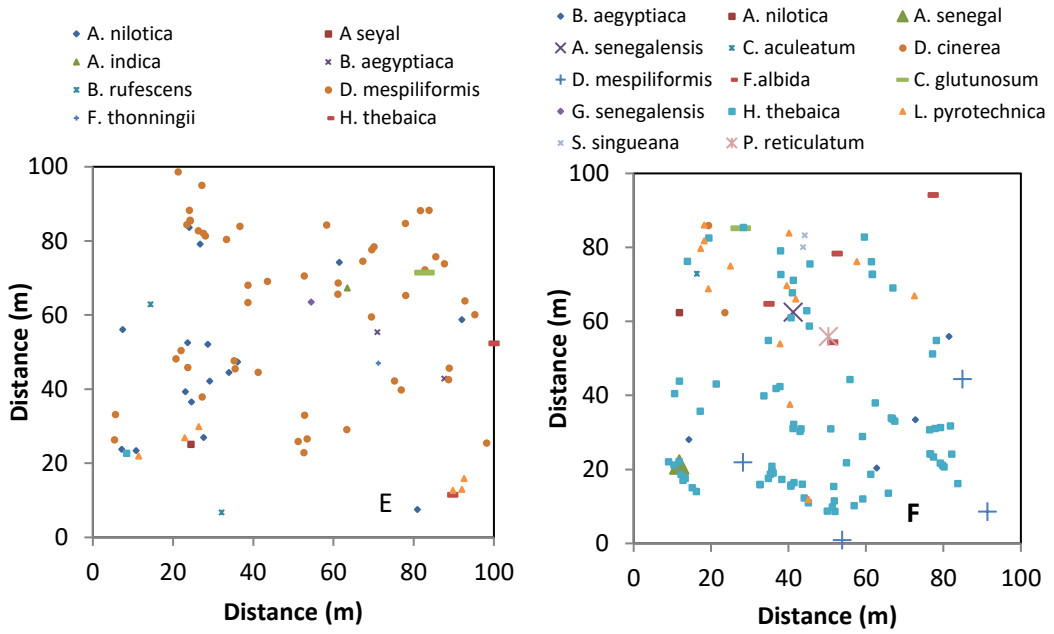 A. nilotica A seyal
A. indica B. aegyptiaca
B. rufescens D. mespiliformis
F. thonningii H. thebaica
100
80
60
40
20
0
Distance (m)
E
0 20 40 60 80 100
Distance (m)
B. aegyptiaca A. nilotica A. senegal
A. senegalensis C. aculeatum D. cinerea
D. mespiliformis F.albida C. glutunosum
G. senegalensis H. thebaica L. pyrotechnica
S. singueana P. reticulatum
100
80
60
40
20
0
Distance (m)
F
0 20 40 60 80 100
Distance (m)